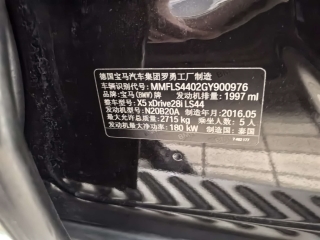 德国宝马汽车集团罗勇工厂制造
车辆识别代号: MMFLS4402GY900976
品牌: 宝马(BMW)牌 发动机排量: 1997 ml
整车型号: X5 xDrive28i LS44
最大允许总质量: 2715 kg 乘坐人数: 5 人
发动机型号: N20B20A 制造年月: 2016.05
发动机最大净功率: 180 kW 制造国: 泰国